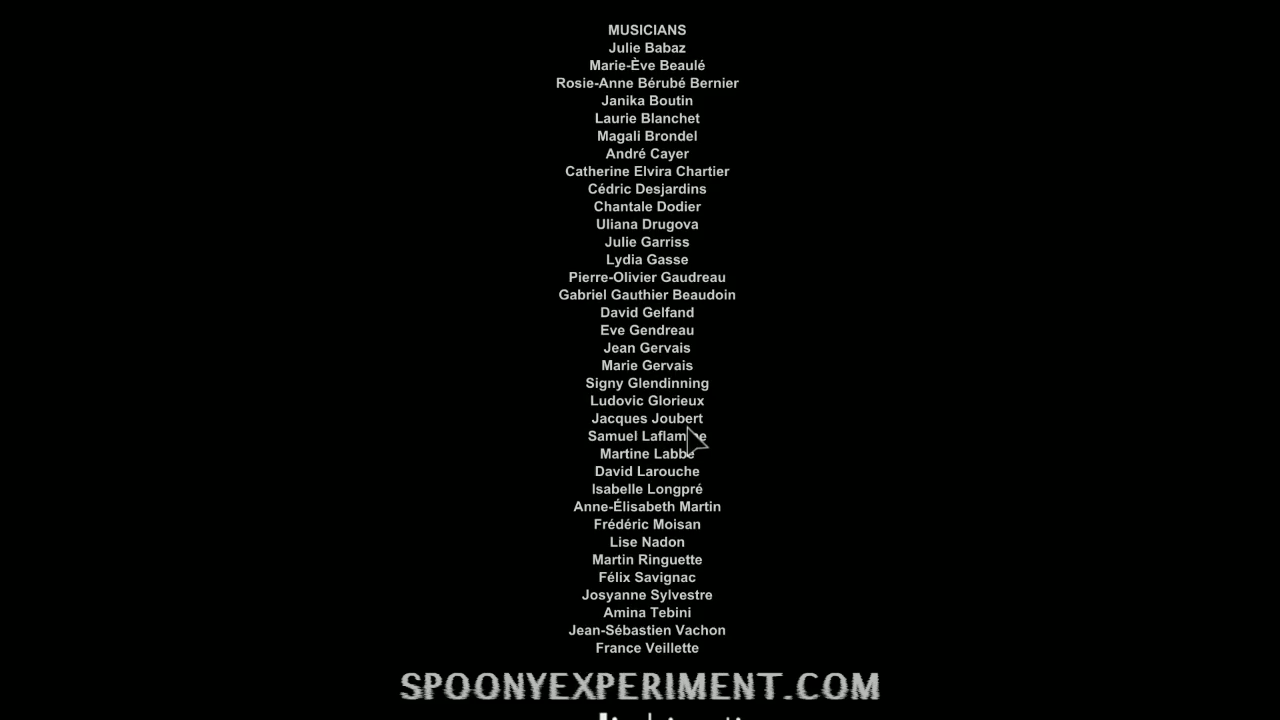 MUSICIANS
Julie Babaz
Marie-Ève Beaulé
Rosie-Anne Bérubé Bernier
Janika Boutin
Laurie Blanchet
Magali Brondel
André Cayer
Catherine Elvira Chartier
Cédric Desjardins
Chantale Dodier
Uliana Drugova
Julie Garriss
Lydia Gasse
Pierre-Olivier Gaudreau
Gabriel Gauthier Beaudoin
David Gelfand
Eve Gendreau
Jean Gervais
Marie Gervais
Signy Glendinning
Ludovic Glorieux
Jacques Joubert
Samuel Laflamme
Martine Labbé
David Larouche
Isabelle Longpré
Anne-Élisabeth Martin
Frédéric Moisan
Lise Nadon
Martin Ringuette
Félix Savignac
Josyanne Sylvestre
Amina Tebini
Jean-Sébastien Vachon
France Veillette
SPOONYEXPERIMENT.COM